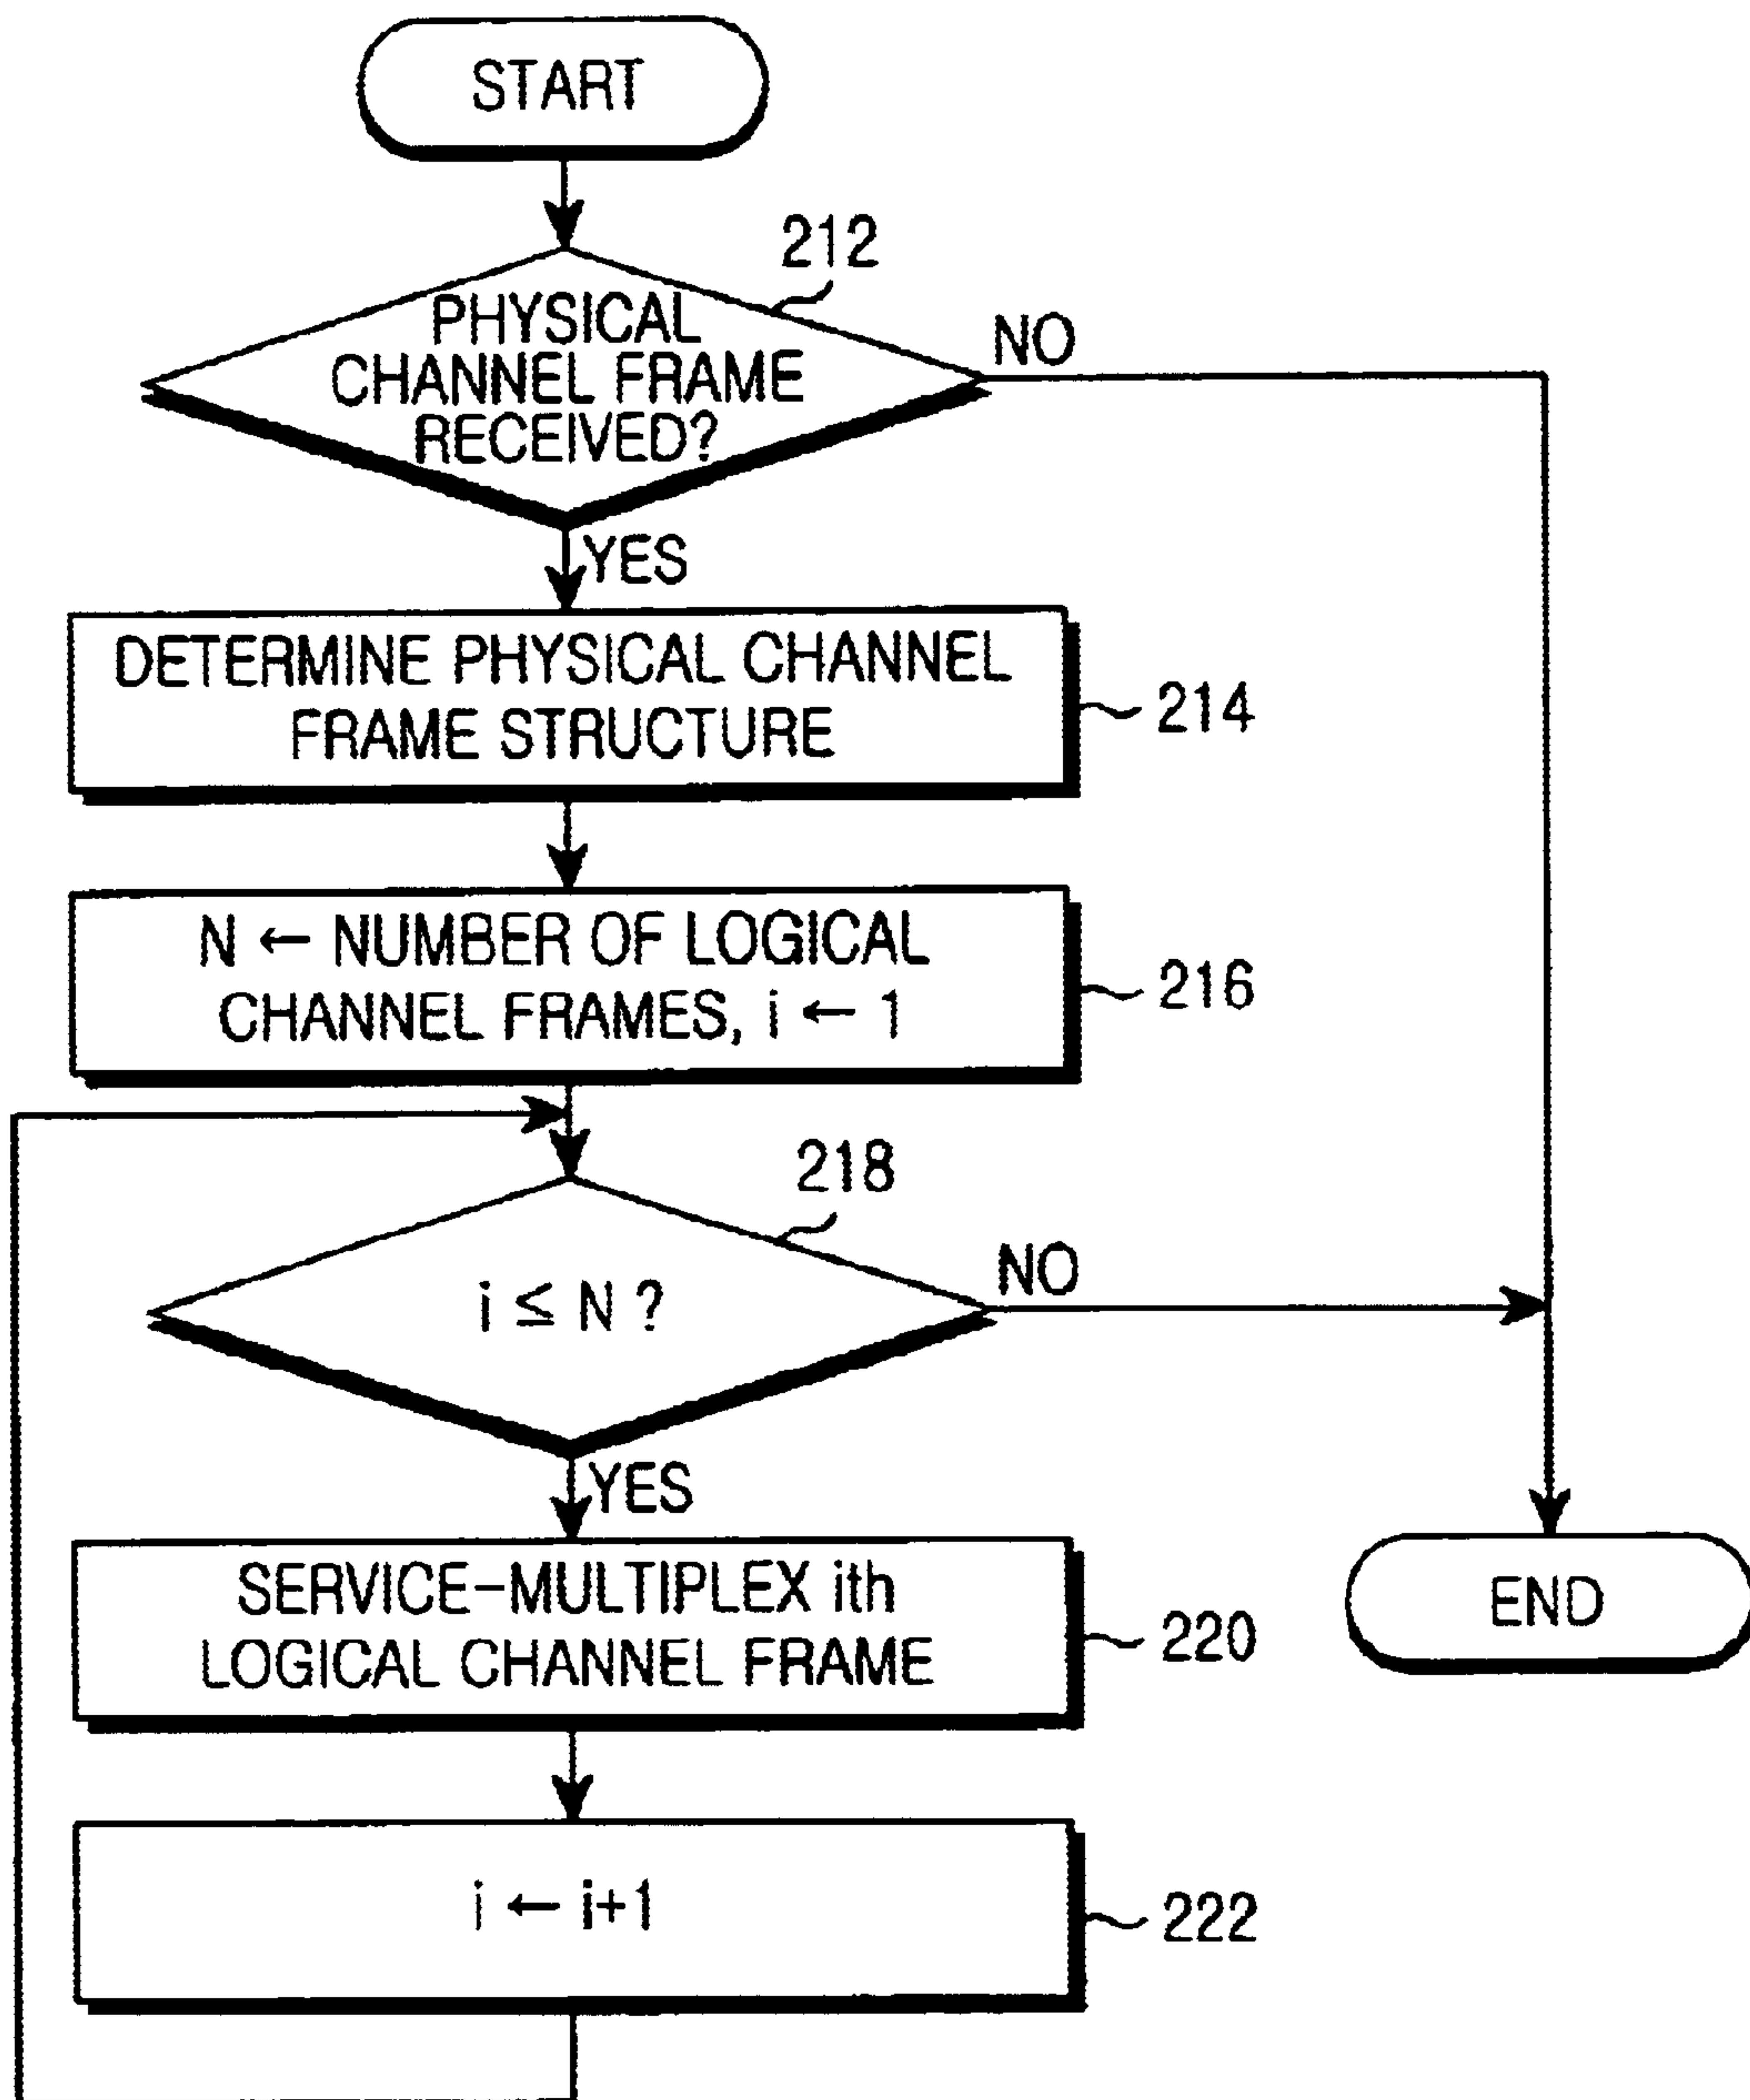 START
212
PHYSICAL
CHANNEL FRAME
RECEIVED?
NO
YES
DETERMINE PHYSICAL CHANNEL
FRAME STRUCTURE
214
N ← NUMBER OF LOGICAL
CHANNEL FRAMES, i ← 1
216
218
i ≤ N ?
NO
YES
SERVICE-MULTIPLEX ith
LOGICAL CHANNEL FRAME
220
END
i ← i+1
222